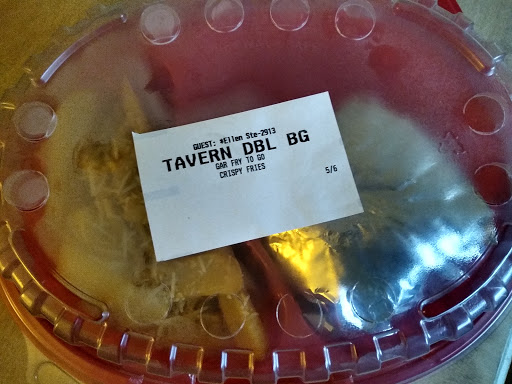 GUEST: *Ellen Ste-2913
TAVERN DBL BG
GAR FRY TO GO
CRISPY FRIES
5/6